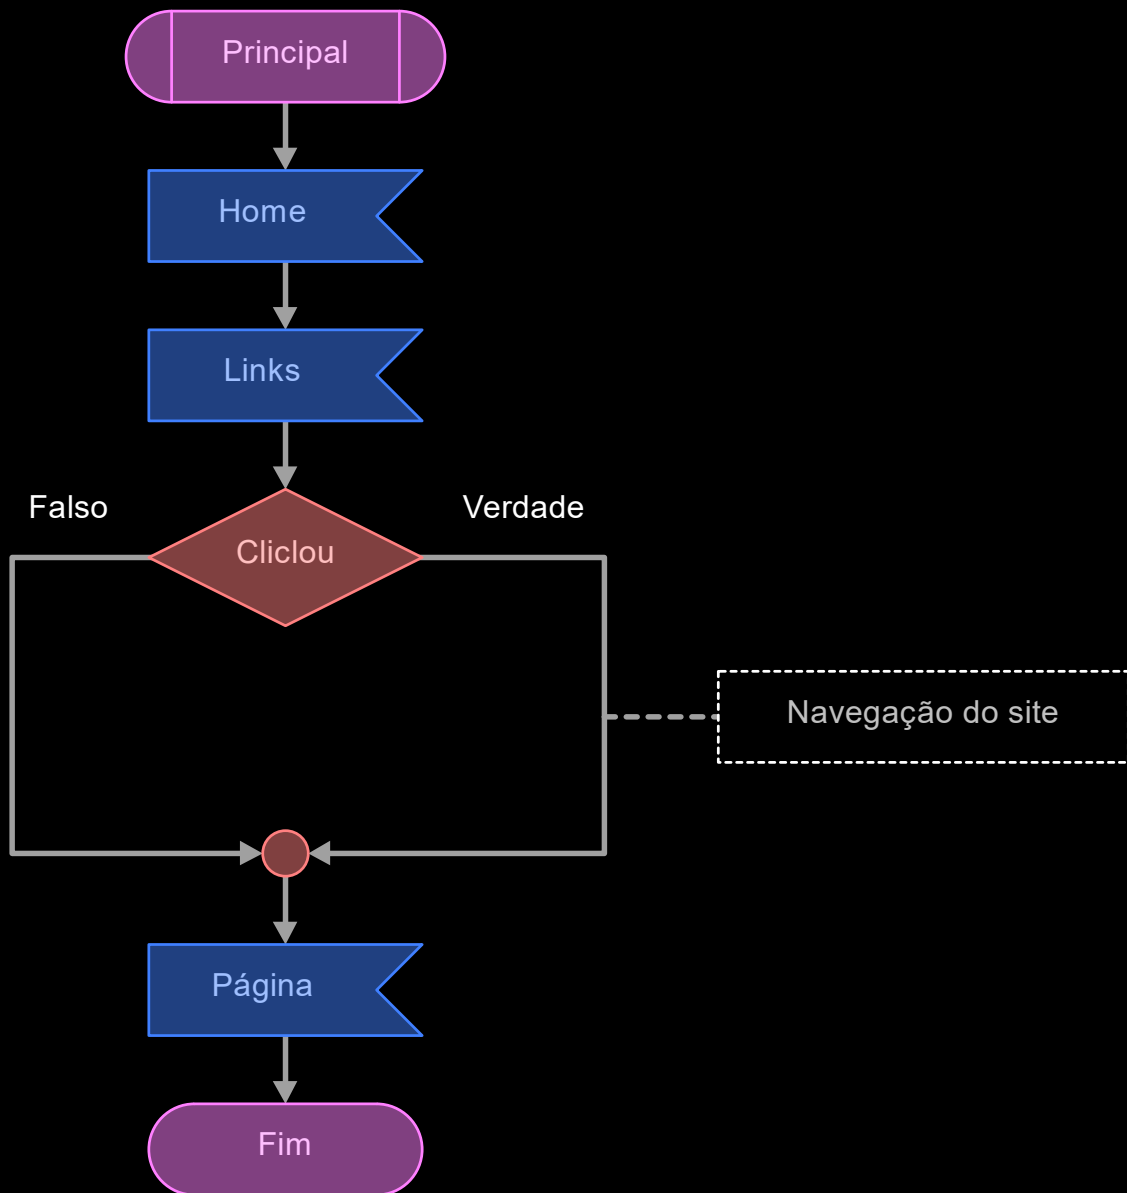 Principal
Home
Links
Falso
Verdade
Cliclou
Navegação do site
Página
Fim